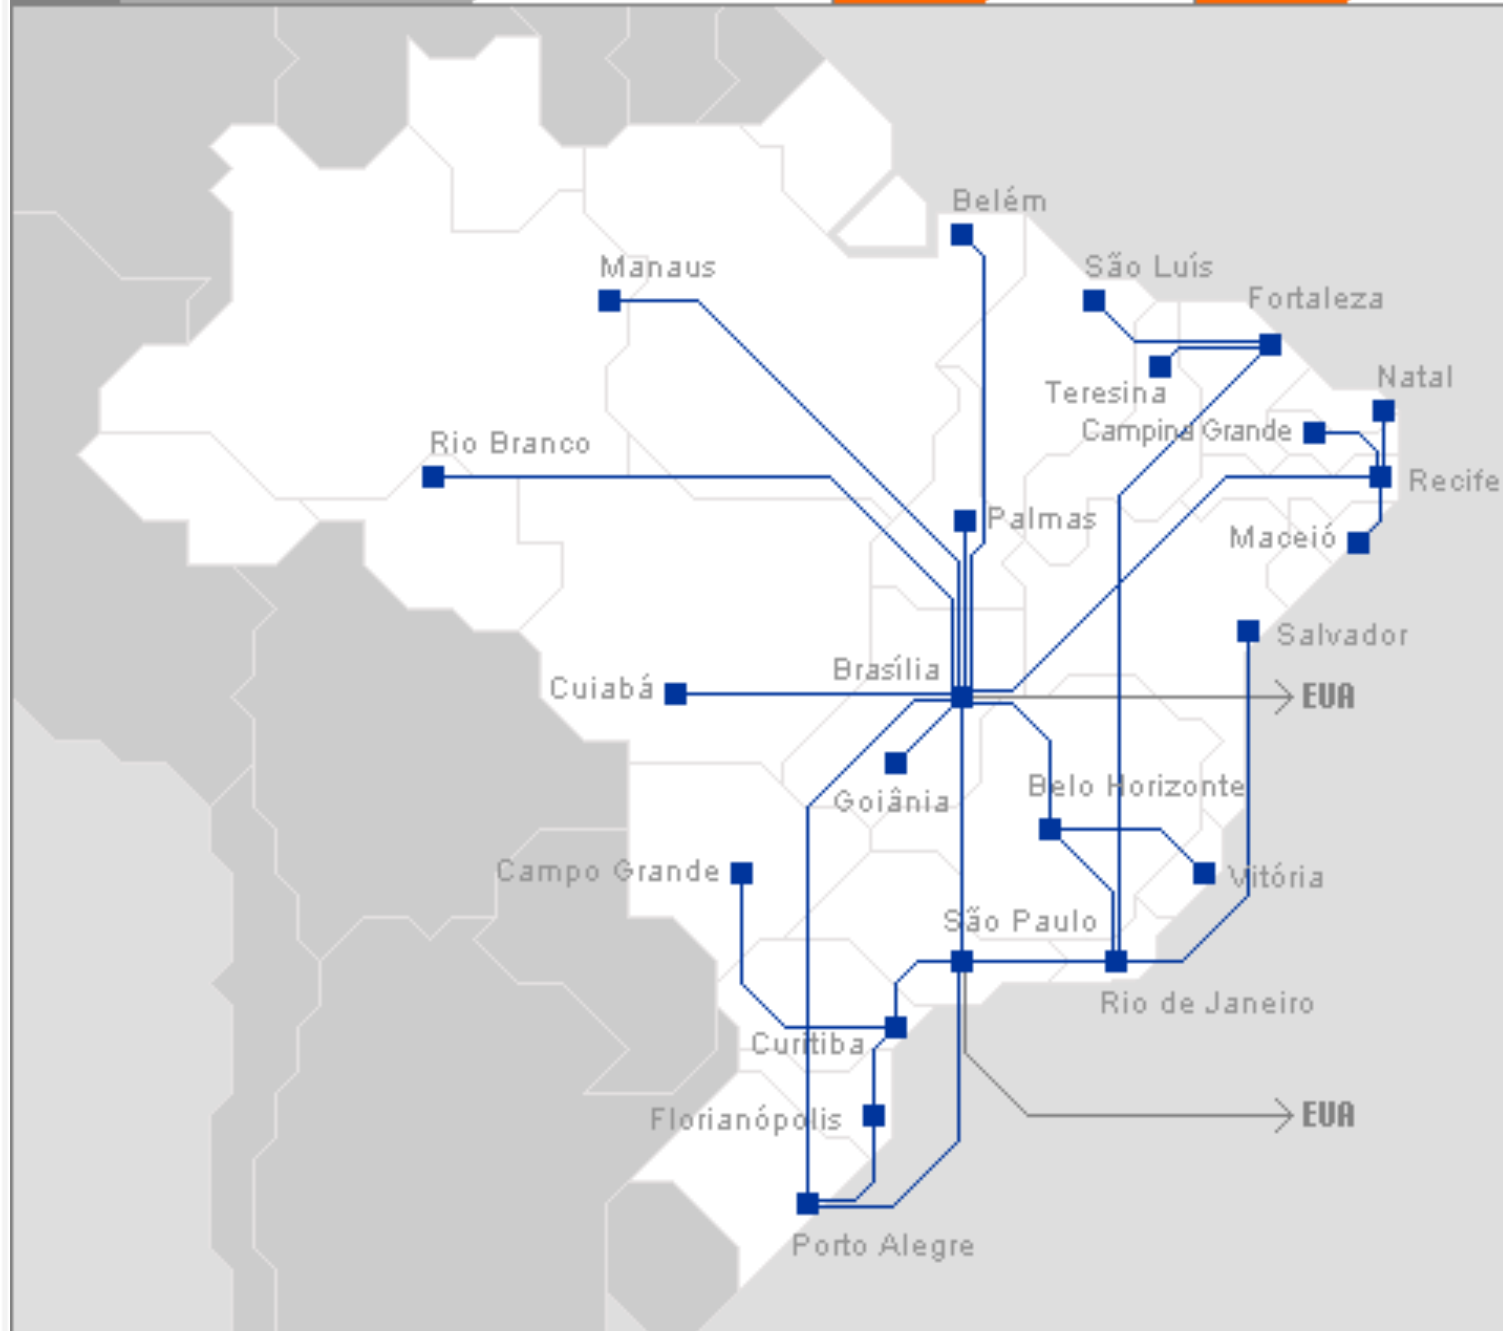 Belém
Manaus
São Luís
Fortaleza
Natal
Teresina
Campina Grande
Rio Branco
Recife
Palmas
Maceió
Salvador
Brasília
Cuiabá
EUA
Belo Horizonte
Goiânia
Campo Grande
Vitória
São Paulo
Rio de Janeiro
Curitiba
EUA
Florianópolis
Porto Alegre